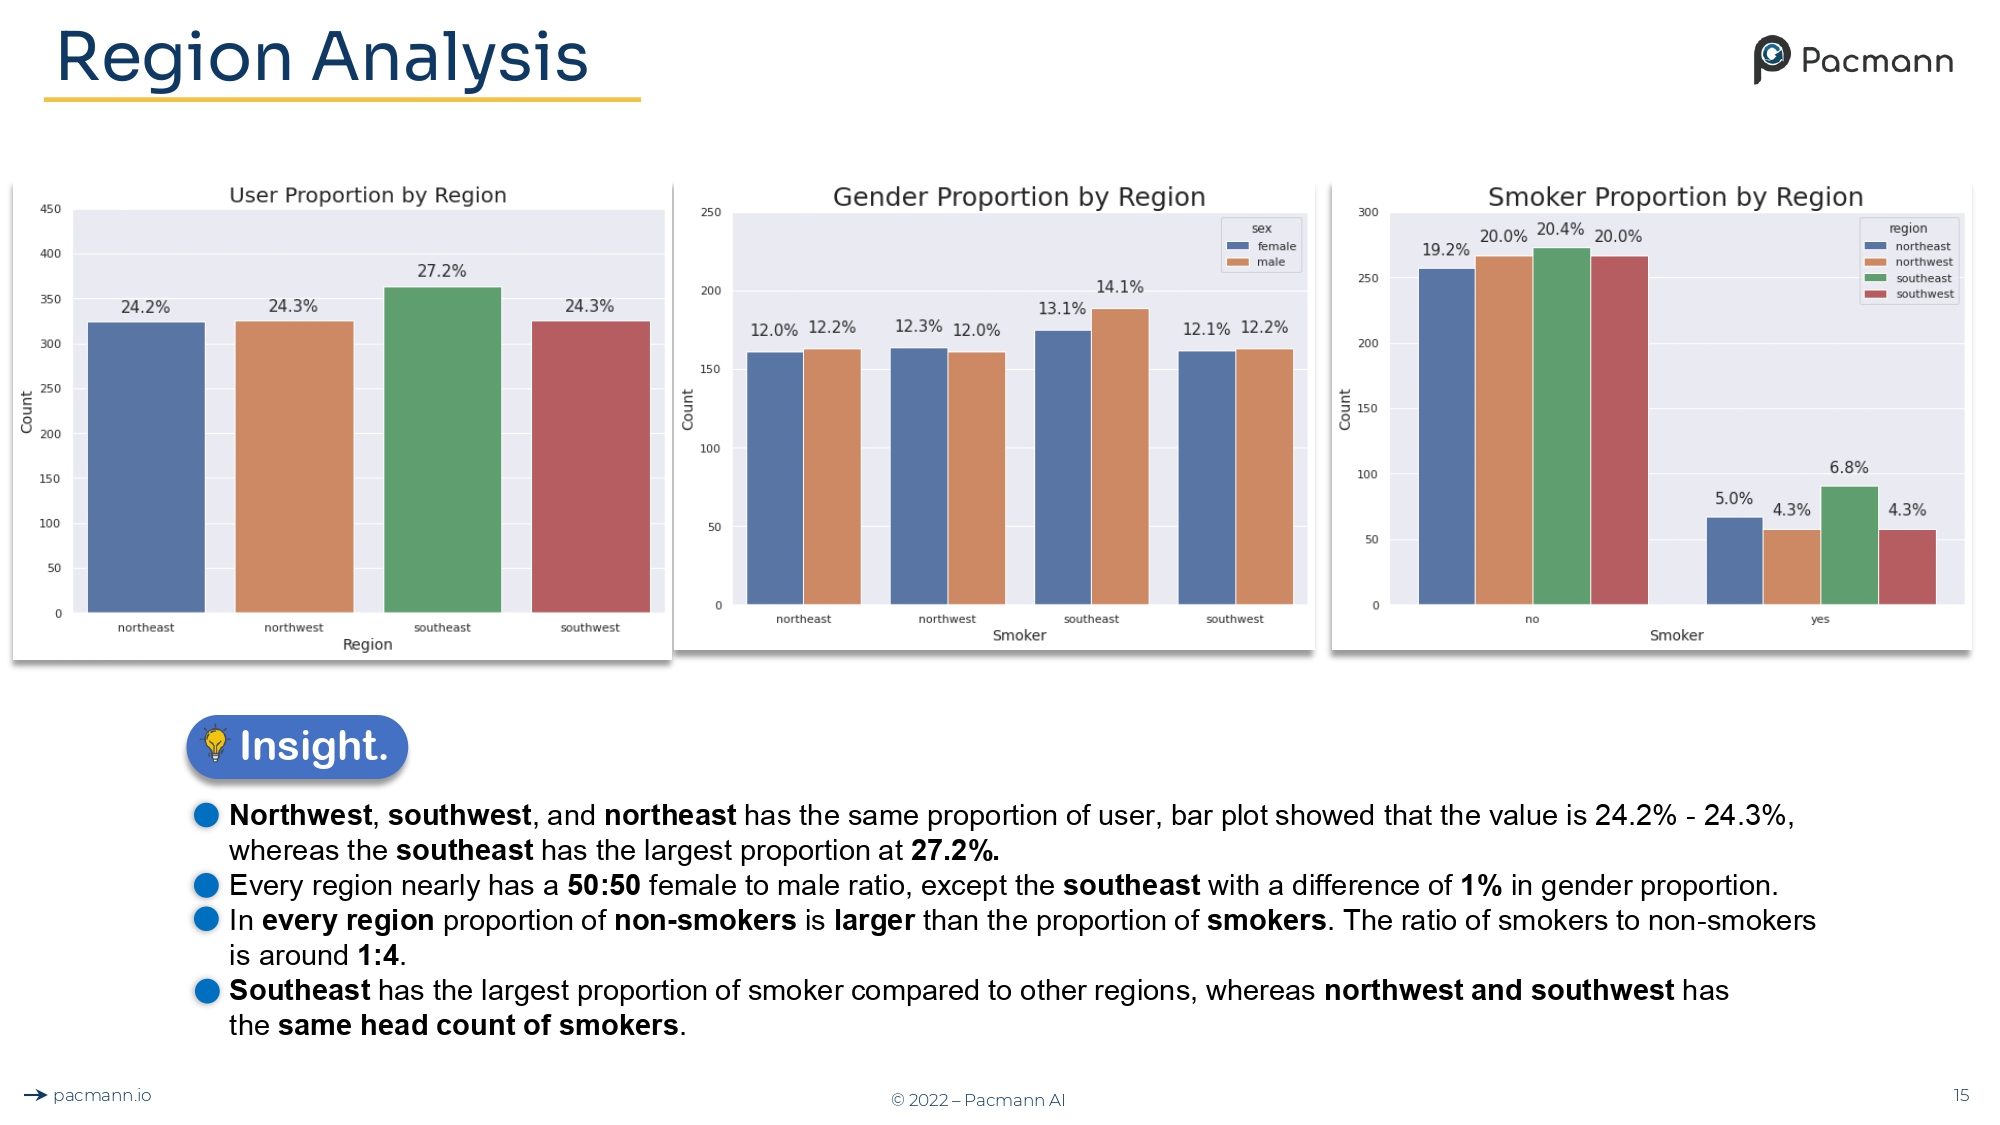 Region Analysis
Pacmann
User Proportion by Region
450
400
350
300
250
200
150
100
50
0
Count
24.2%
24.3%
27.2%
24.3%
northeast
northwest
southeast
southwest
Region
Gender Proportion by Region
250
200
150
100
50
0
Count
sex
female
male
12.0%
12.2%
12.3%
12.0%
13.1%
14.1%
12.1%
12.2%
northeast
northwest
southeast
southwest
Smoker
Smoker Proportion by Region
300
250
200
150
100
50
0
Count
region
northeast
northwest
southeast
southwest
19.2%
20.0%
20.4%
20.0%
5.0%
4.3%
6.8%
4.3%
no
yes
Smoker
Insight.
Northwest, southwest, and northeast has the same proportion of user, bar plot showed that the value is 24.2% - 24.3%,
whereas the southeast has the largest proportion at 27.2%.
Every region nearly has a 50:50 female to male ratio, except the southeast with a difference of 1% in gender proportion.
In every region proportion of non-smokers is larger than the proportion of smokers. The ratio of smokers to non-smokers
is around 1:4.
Southeast has the largest proportion of smoker compared to other regions, whereas northwest and southwest has
the same head count of smokers.
pacmann.io
© 2022 – Pacmann AI
15